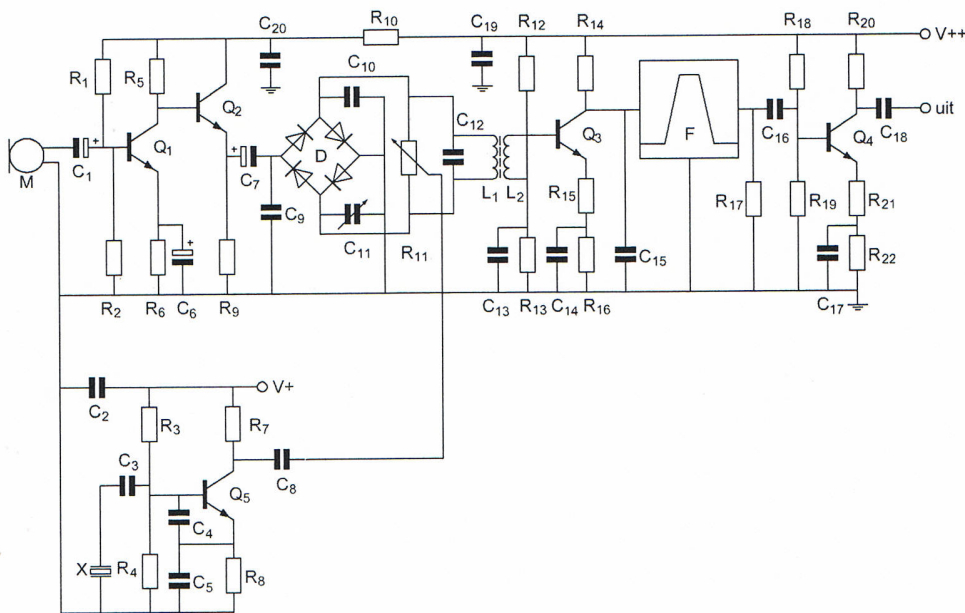 C20 R10 C19 R12 R14 R18 R20
V++
R1 R5 C10
Q2 C12 F C16 uit
M C1 + Q1 + C7 D L1 L2 Q3 Q4 C18
C9 R15 R17 R19 R21
+ C11 R11 C15 R22
R2 R6 C6 R9 C13 R13 C14 R16 C17
C2 V+
R3 R7
C3 C8
Q5
C4
X R4 C5 R8